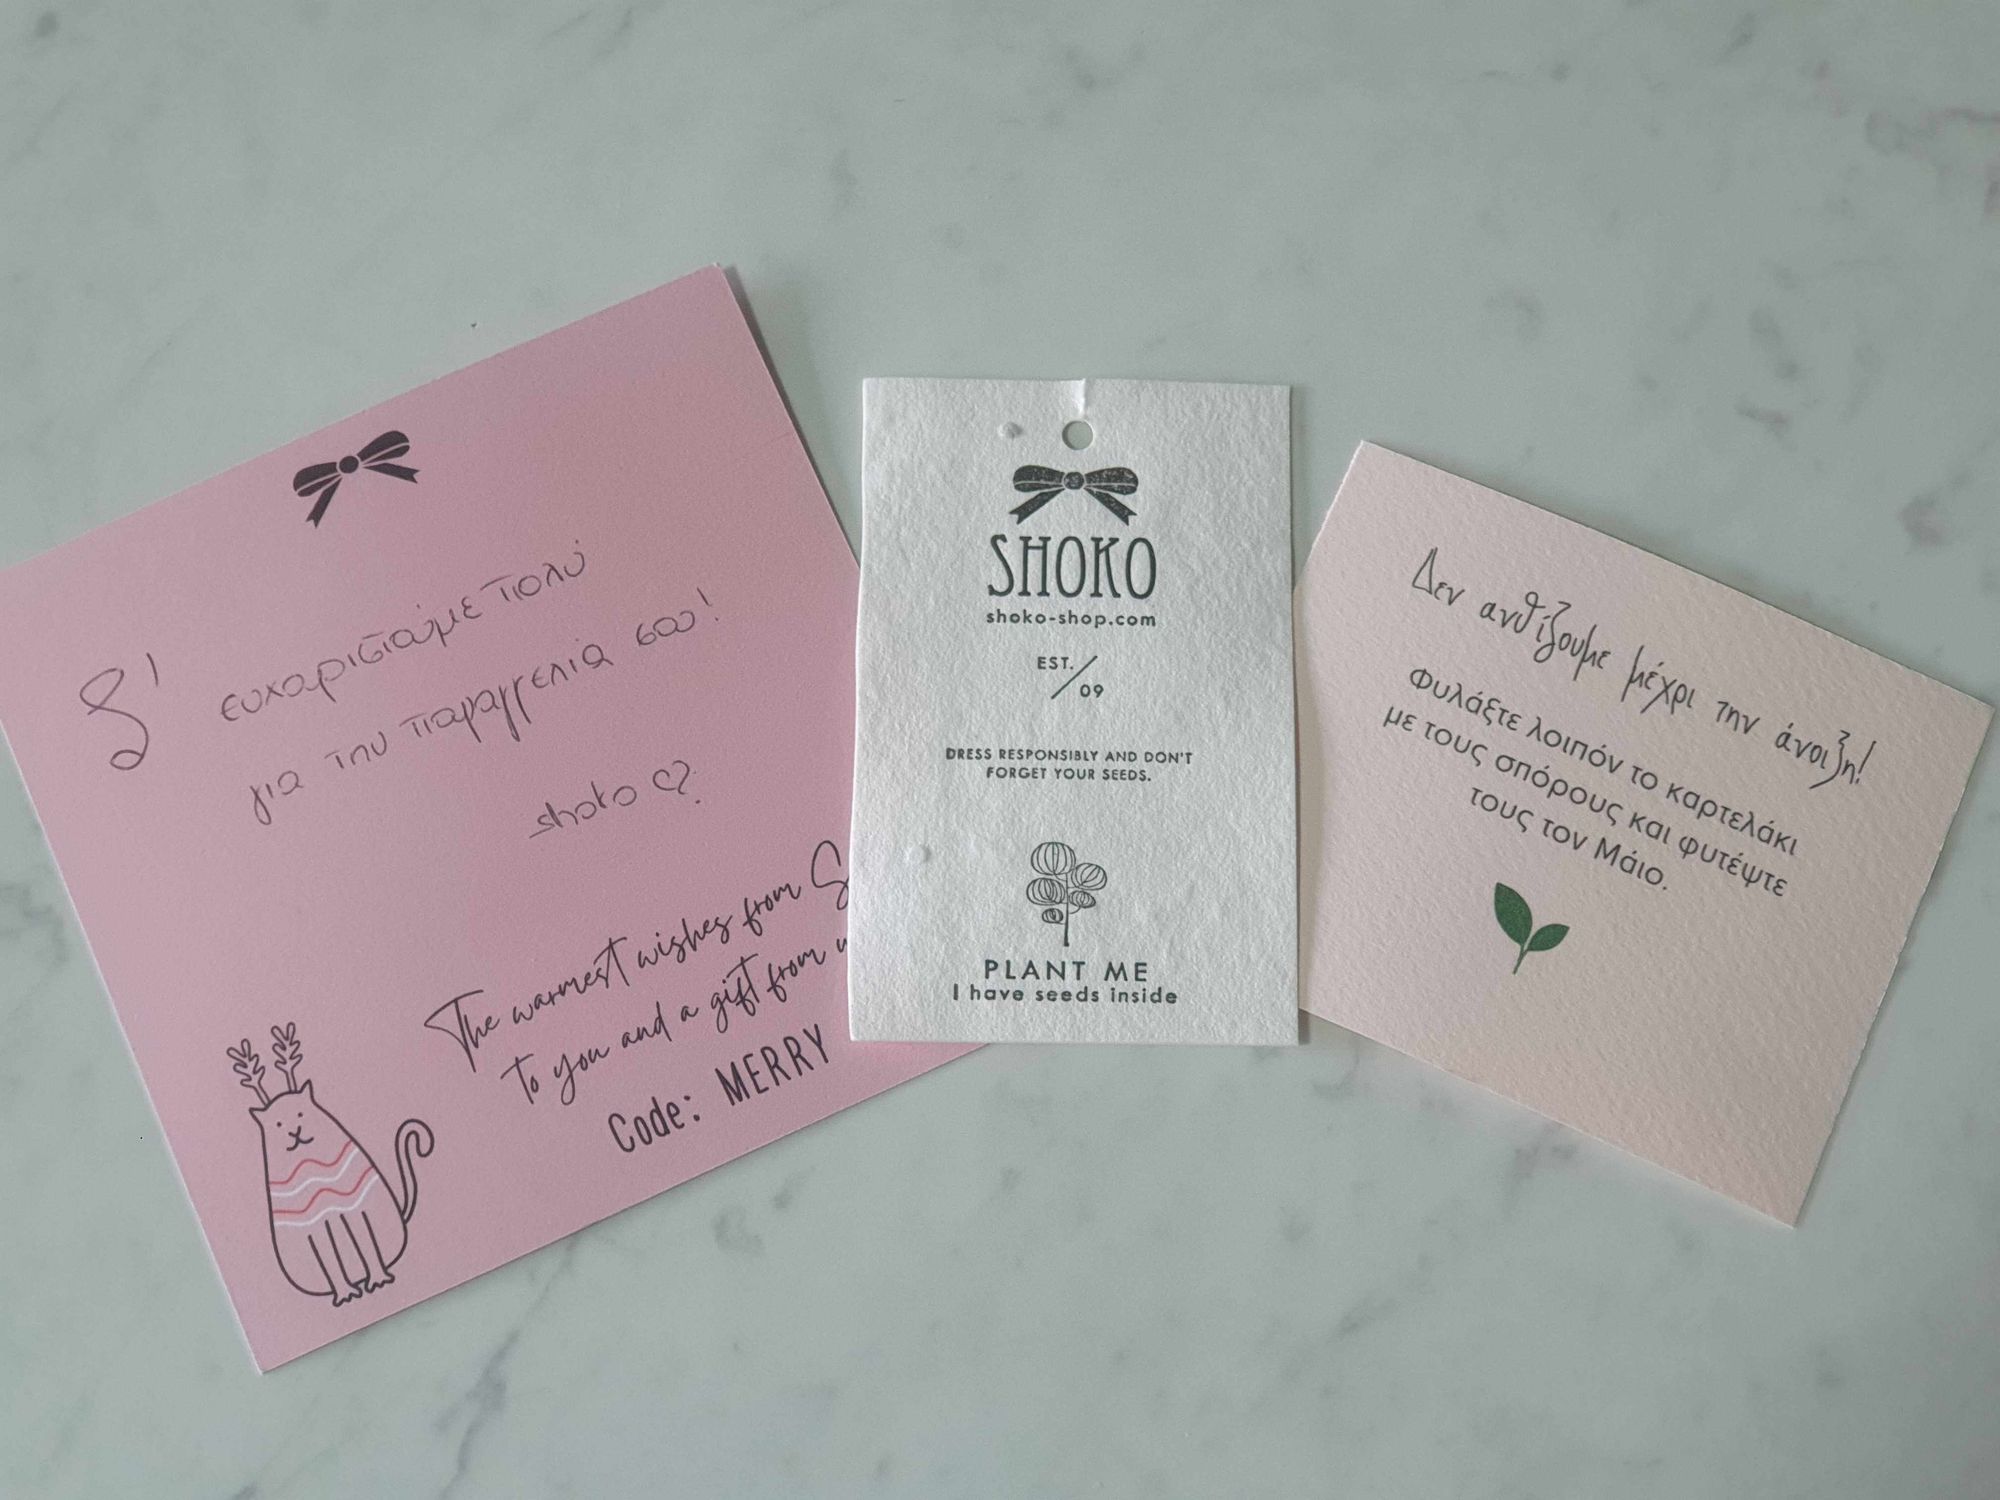 Σ' ευχαριστούμε πολύ
για την παραγγελία σου!
shoko
The warmest wishes from
to you and a gift from
Code: MERRY
SHOKO
shoko-shop.com
EST.
09
DRESS RESPONSIBLY AND DON'T
FORGET YOUR SEEDS.
PLANT ME
I have seeds inside
Δεν ανθίζουμε μέχρι την άνοιξη!
Φυλάξτε λοιπόν το καρτελάκι
με τους σπόρους και φυτέψτε
τους τον Μάιο.